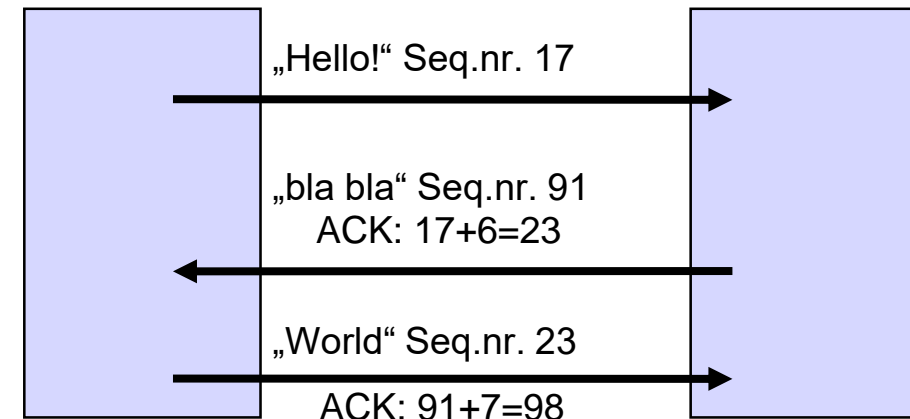 „Hello!“ Seq.nr. 17
„bla bla“ Seq.nr. 91
ACK: 17+6=23
„World“ Seq.nr. 23
ACK: 91+7=98